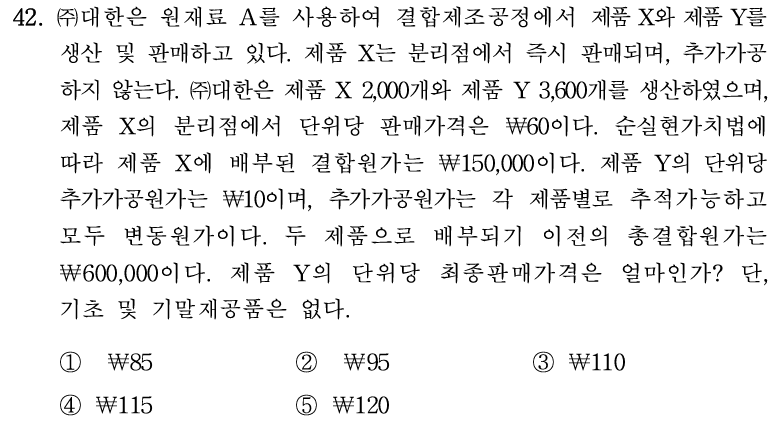 42. ㈜대한은 원재료 A를 사용하여 결합제조공정에서 제품 X와 제품 Y를
생산 및 판매하고 있다. 제품 X는 분리점에서 즉시 판매되며, 추가가공
하지 않는다. ㈜대한은 제품 X 2,000개와 제품 Y 3,600개를 생산하였으며,
제품 X의 분리점에서 단위당 판매가격은 ₩60이다. 순실현가치법에
따라 제품 X에 배부된 결합원가는 ₩150,000이다. 제품 Y의 단위당
추가가공원가는 ₩10이며, 추가가공원가는 각 제품별로 추적가능하고
모두 변동원가이다. 두 제품으로 배부되기 이전의 총결합원가는
₩600,000이다. 제품 Y의 단위당 최종판매가격은 얼마인가? 단,
기초 및 기말재공품은 없다.
① ₩85 ② ₩95 ③ ₩110
④ ₩115 ⑤ ₩120